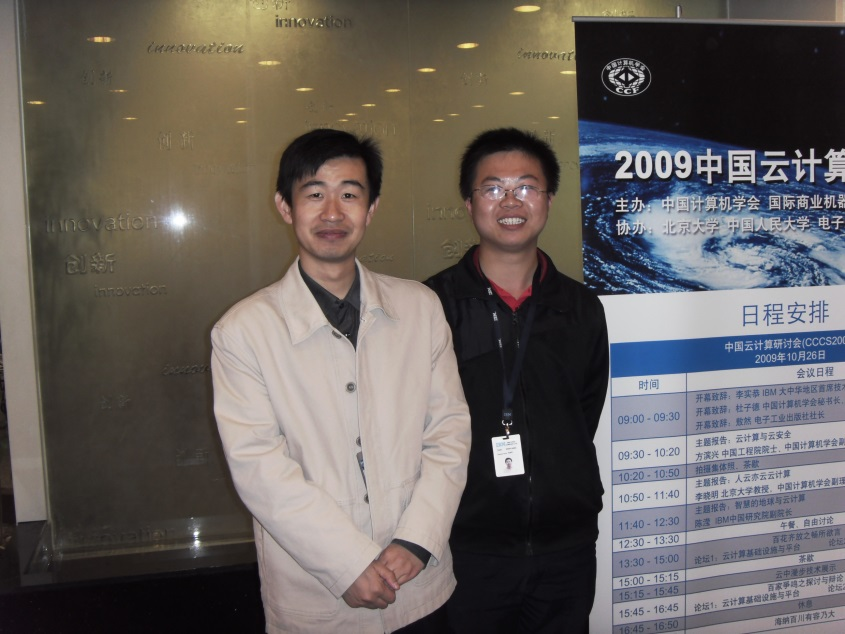 创新
innovation
innovation
innovation
创新
innovation
创新
innovation
中国计算机学会
CCF
2009中国云计算
主办：中国计算机学会 国际商业机器
协办：北京大学 中国人民大学 电子
日程安排
中国云计算研讨会(CCCS200
2009年10月26日
时间
会议日程
09:00 - 09:30
开幕致辞：李实恭 IBM 大中华地区首席技术
开幕致辞：杜子德 中国计算机学会秘书长、
开幕致辞：敖然 电子工业出版社社长
09:30 - 10:20
主题报告：云计算与云安全
方滨兴 中国工程院院士、中国计算机学会副
10:20 - 10:50
拍摄集体照、茶歇
10:50 - 11:40
主题报告：人云亦云云计算
李晓明 北京大学教授、中国计算机学会副理
11:40 - 12:30
主题报告：智慧的地球与云计算
陈滢 IBM中国研究院副院长
12:30 - 13:30
午餐、自由讨论
13:30 - 15:00
百花齐放之畅所欲言
论坛1：云计算基础设施与平台
15:00 - 15:15
茶歇
15:15 - 15:45
云中漫步技术展示
15:45 - 16:45
百家争鸣之探讨与辩论
论坛1：云计算基础设施与平台
16:45 - 16:50
休息
海纳百川有容乃大